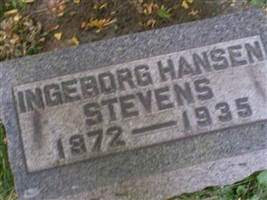 INGEBORG HANSEN
STEVENS
1872 — 1935